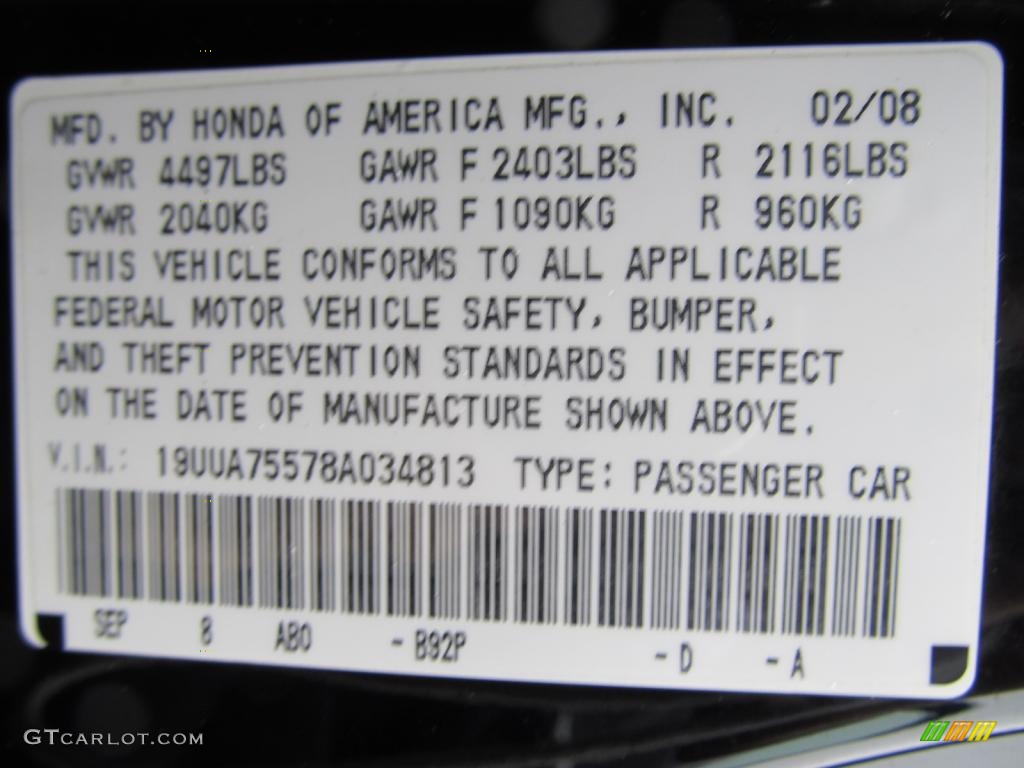 MFD. BY HONDA OF AMERICA MFG., INC. 02/08
GVWR 4497LBS GAWR F 2403LBS R 2116LBS
GVWR 2040KG GAWR F 1090KG R 960KG
THIS VEHICLE CONFORMS TO ALL APPLICABLE
FEDERAL MOTOR VEHICLE SAFETY, BUMPER,
AND THEFT PREVENTION STANDARDS IN EFFECT
ON THE DATE OF MANUFACTURE SHOWN ABOVE.
V.I.N.: 19UUA75578A034813 TYPE: PASSENGER CAR
SEP 8 AB0 - B92P - D - A
GTCARLOT.COM